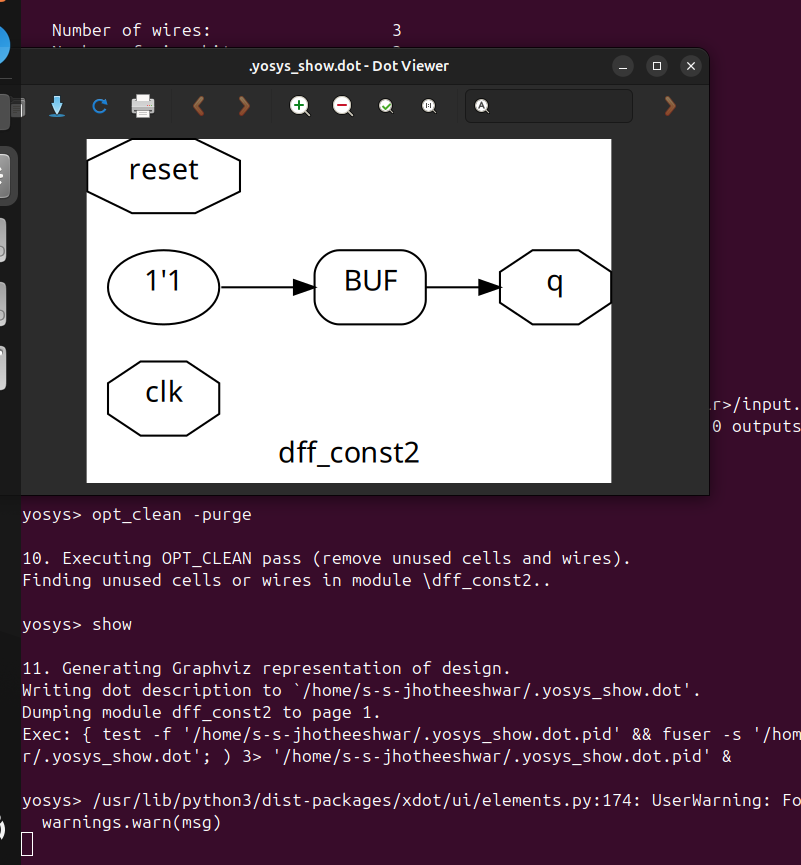 Number of wires: 3
.yosys_show.dot - Dot Viewer
reset
1'1 BUF q
clk
dff_const2
r>/input.
0 outputs
yosys> opt_clean -purge
10. Executing OPT_CLEAN pass (remove unused cells and wires).
Finding unused cells or wires in module \dff_const2..
yosys> show
11. Generating Graphviz representation of design.
Writing dot description to `/home/s-s-jhotheeshwar/.yosys_show.dot'.
Dumping module dff_const2 to page 1.
Exec: { test -f '/home/s-s-jhotheeshwar/.yosys_show.dot.pid' && fuser -s '/hom
r/.yosys_show.dot'; ) 3> '/home/s-s-jhotheeshwar/.yosys_show.dot.pid' &
yosys> /usr/lib/python3/dist-packages/xdot/ui/elements.py:174: UserWarning: Fo
warnings.warn(msg)